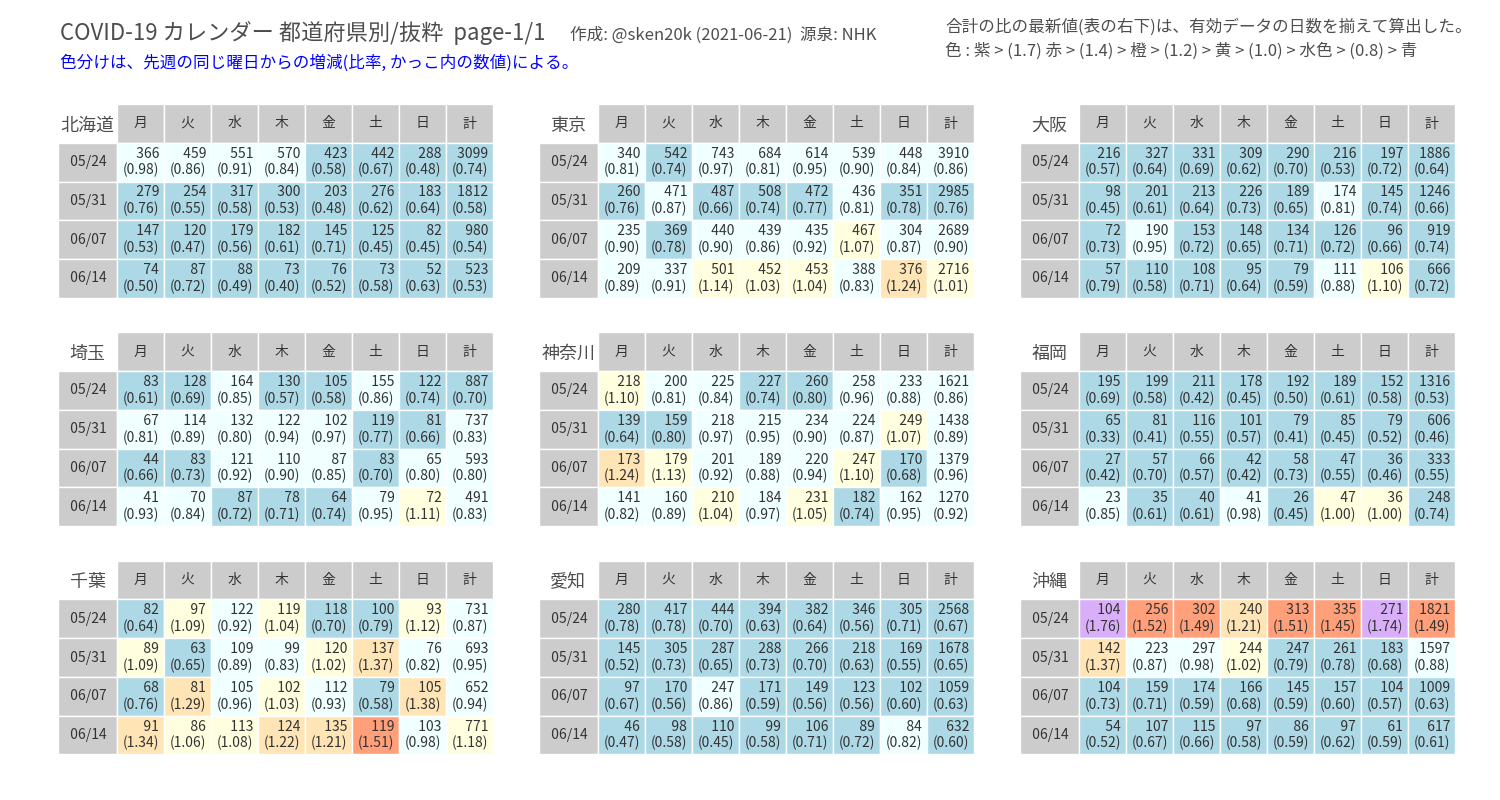 COVID-19 カレンダー 都道府県別/抜粋 page-1/1 作成: @sken20k (2021-06-21) 源泉: NHK
色分けは、先週の同じ曜日からの増減(比率, かっこ内の数値)による。
合計の比の最新値(表の右下)は、有効データの日数を揃えて算出した。
色 : 紫 > (1.7) 赤 > (1.4) > 橙 > (1.2) > 黄 > (1.0) > 水色 > (0.8) > 青
北海道 月 火 水 木 金 土 日 計
05/24 366 459 551 570 423 442 288 3099
(0.98) (0.86) (0.91) (0.84) (0.58) (0.67) (0.48) (0.74)
05/31 279 254 317 300 203 276 183 1812
(0.76) (0.55) (0.58) (0.53) (0.48) (0.62) (0.64) (0.58)
06/07 147 120 179 182 145 125 82 980
(0.53) (0.47) (0.56) (0.61) (0.71) (0.45) (0.45) (0.54)
06/14 74 87 88 73 76 73 52 523
(0.50) (0.72) (0.49) (0.40) (0.52) (0.58) (0.63) (0.53)
東京 月 火 水 木 金 土 日 計
05/24 340 542 743 684 614 539 448 3910
(0.81) (0.74) (0.97) (0.81) (0.95) (0.90) (0.84) (0.86)
05/31 260 471 487 508 472 436 351 2985
(0.76) (0.87) (0.66) (0.74) (0.77) (0.81) (0.78) (0.76)
06/07 235 369 440 439 435 467 304 2689
(0.90) (0.78) (0.90) (0.86) (0.92) (1.07) (0.87) (0.90)
06/14 209 337 501 452 453 388 376 2716
(0.89) (0.91) (1.14) (1.03) (1.04) (0.83) (1.24) (1.01)
大阪 月 火 水 木 金 土 日 計
05/24 216 327 331 309 290 216 197 1886
(0.57) (0.64) (0.69) (0.62) (0.70) (0.53) (0.72) (0.64)
05/31 98 201 213 226 189 174 145 1246
(0.45) (0.61) (0.64) (0.73) (0.65) (0.81) (0.74) (0.66)
06/07 72 190 153 148 134 126 96 919
(0.73) (0.95) (0.72) (0.65) (0.71) (0.72) (0.66) (0.74)
06/14 57 110 108 95 79 111 106 666
(0.79) (0.58) (0.71) (0.64) (0.59) (0.88) (1.10) (0.72)
埼玉 月 火 水 木 金 土 日 計
05/24 83 128 164 130 105 155 122 887
(0.61) (0.69) (0.85) (0.57) (0.58) (0.86) (0.74) (0.70)
05/31 67 114 132 122 102 119 81 737
(0.81) (0.89) (0.80) (0.94) (0.97) (0.77) (0.66) (0.83)
06/07 44 83 121 110 87 83 65 593
(0.66) (0.73) (0.92) (0.90) (0.85) (0.70) (0.80) (0.80)
06/14 41 70 87 78 64 79 72 491
(0.93) (0.84) (0.72) (0.71) (0.74) (0.95) (1.11) (0.83)
神奈川 月 火 水 木 金 土 日 計
05/24 218 200 225 227 260 258 233 1621
(1.10) (0.81) (0.84) (0.74) (0.80) (0.96) (0.88) (0.86)
05/31 139 159 218 215 234 224 249 1438
(0.64) (0.80) (0.97) (0.95) (0.90) (0.87) (1.07) (0.89)
06/07 173 179 201 189 220 247 170 1379
(1.24) (1.13) (0.92) (0.88) (0.94) (1.10) (0.68) (0.96)
06/14 141 160 210 184 231 182 162 1270
(0.82) (0.89) (1.04) (0.97) (1.05) (0.74) (0.95) (0.92)
福岡 月 火 水 木 金 土 日 計
05/24 195 199 211 178 192 189 152 1316
(0.69) (0.58) (0.42) (0.45) (0.50) (0.61) (0.58) (0.53)
05/31 65 81 116 101 79 85 79 606
(0.33) (0.41) (0.55) (0.57) (0.41) (0.45) (0.52) (0.46)
06/07 27 57 66 42 58 47 36 333
(0.42) (0.70) (0.57) (0.42) (0.73) (0.55) (0.46) (0.55)
06/14 23 35 40 41 26 47 36 248
(0.85) (0.61) (0.61) (0.98) (0.45) (1.00) (1.00) (0.74)
千葉 月 火 水 木 金 土 日 計
05/24 82 97 122 119 118 100 93 731
(0.64) (1.09) (0.92) (1.04) (0.70) (0.79) (1.12) (0.87)
05/31 89 63 109 99 120 137 76 693
(1.09) (0.65) (0.89) (0.83) (1.02) (1.37) (0.82) (0.95)
06/07 68 81 105 102 112 79 105 652
(0.76) (1.29) (0.96) (1.03) (0.93) (0.58) (1.38) (0.94)
06/14 91 86 113 124 135 119 103 771
(1.34) (1.06) (1.08) (1.22) (1.21) (1.51) (0.98) (1.18)
愛知 月 火 水 木 金 土 日 計
05/24 280 417 444 394 382 346 305 2568
(0.78) (0.78) (0.70) (0.63) (0.64) (0.56) (0.71) (0.67)
05/31 145 305 287 288 266 218 169 1678
(0.52) (0.73) (0.65) (0.73) (0.70) (0.63) (0.55) (0.65)
06/07 97 170 247 171 149 123 102 1059
(0.67) (0.56) (0.86) (0.59) (0.56) (0.56) (0.60) (0.63)
06/14 46 98 110 99 106 89 84 632
(0.47) (0.58) (0.45) (0.58) (0.71) (0.72) (0.82) (0.60)
沖縄 月 火 水 木 金 土 日 計
05/24 104 256 302 240 313 335 271 1821
(1.76) (1.52) (1.49) (1.21) (1.51) (1.45) (1.74) (1.49)
05/31 142 223 297 244 247 261 183 1597
(1.37) (0.87) (0.98) (1.02) (0.79) (0.78) (0.68) (0.88)
06/07 104 159 174 166 145 157 104 1009
(0.73) (0.71) (0.59) (0.68) (0.59) (0.60) (0.57) (0.63)
06/14 54 107 115 97 86 97 61 617
(0.52) (0.67) (0.66) (0.58) (0.59) (0.62) (0.59) (0.61)